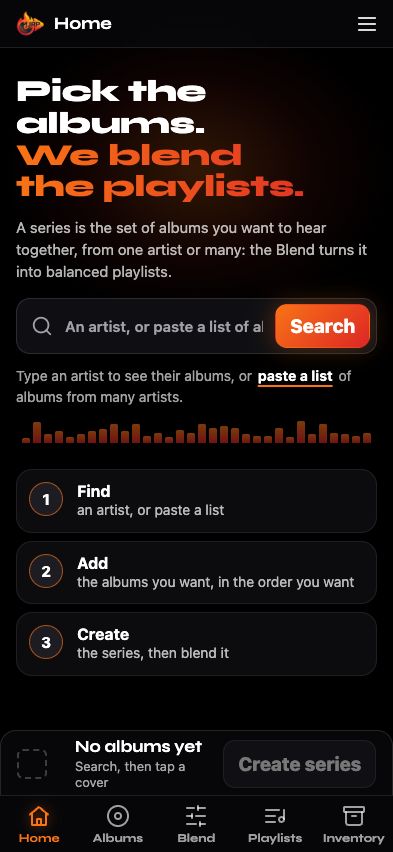 Home
Pick the
albums.
We blend
the playlists.
A series is the set of albums you want to hear
together, from one artist or many: the Blend turns it
into balanced playlists.
An artist, or paste a list of al
Search
Type an artist to see their albums, or paste a list of
albums from many artists.
1
Find
an artist, or paste a list
2
Add
the albums you want, in the order you want
3
Create
the series, then blend it
No albums yet
Search, then tap a
cover
Create series
Home
Albums
Blend
Playlists
Inventory